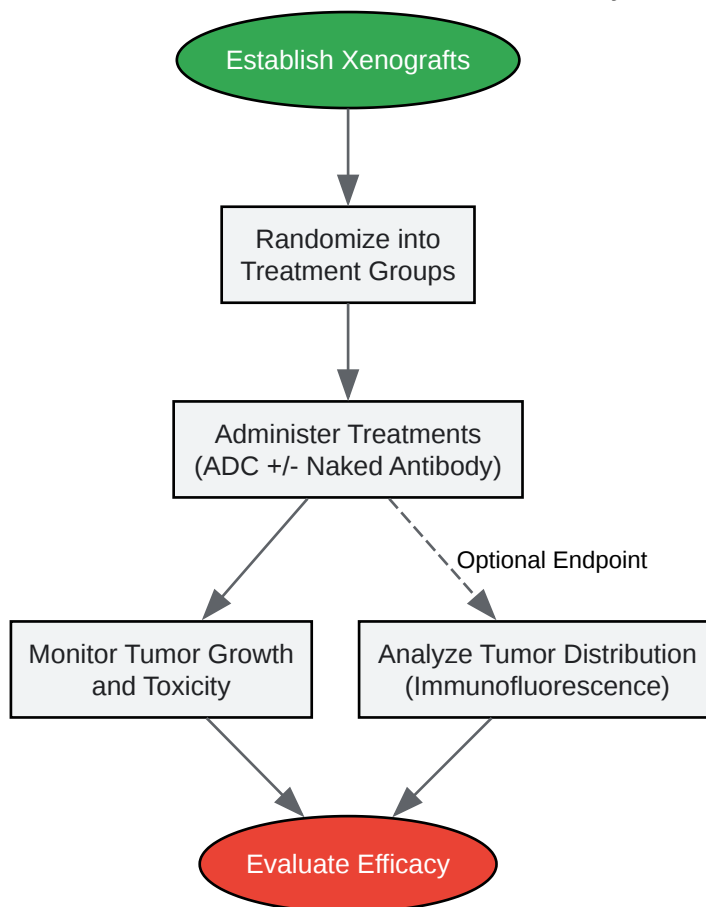 Establish Xenografts
Randomize into
Treatment Groups
Administer Treatments
(ADC +/- Naked Antibody)
Optional Endpoint
Monitor Tumor Growth
and Toxicity
Analyze Tumor Distribution
(Immunofluorescence)
Evaluate Efficacy